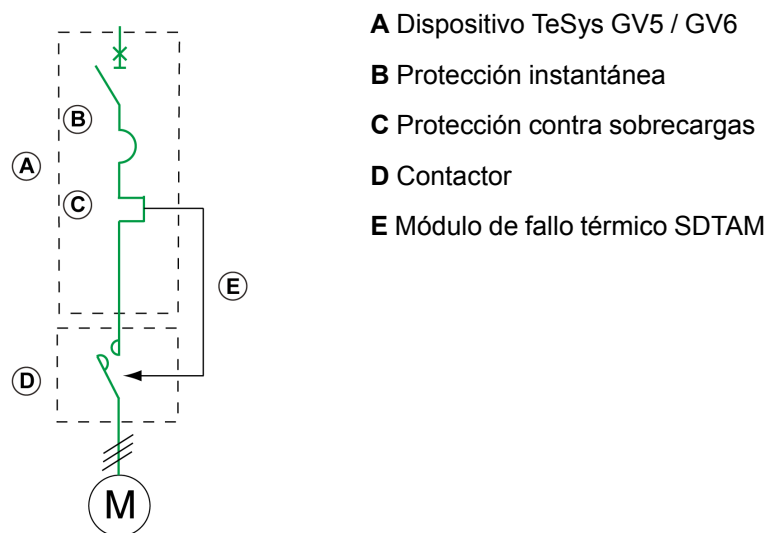 A Dispositivo TeSys GV5 / GV6
B Protección instantánea
C Protección contra sobrecargas
D Contactor
E Módulo de fallo térmico SDTAM
B
A
C
E
D
M